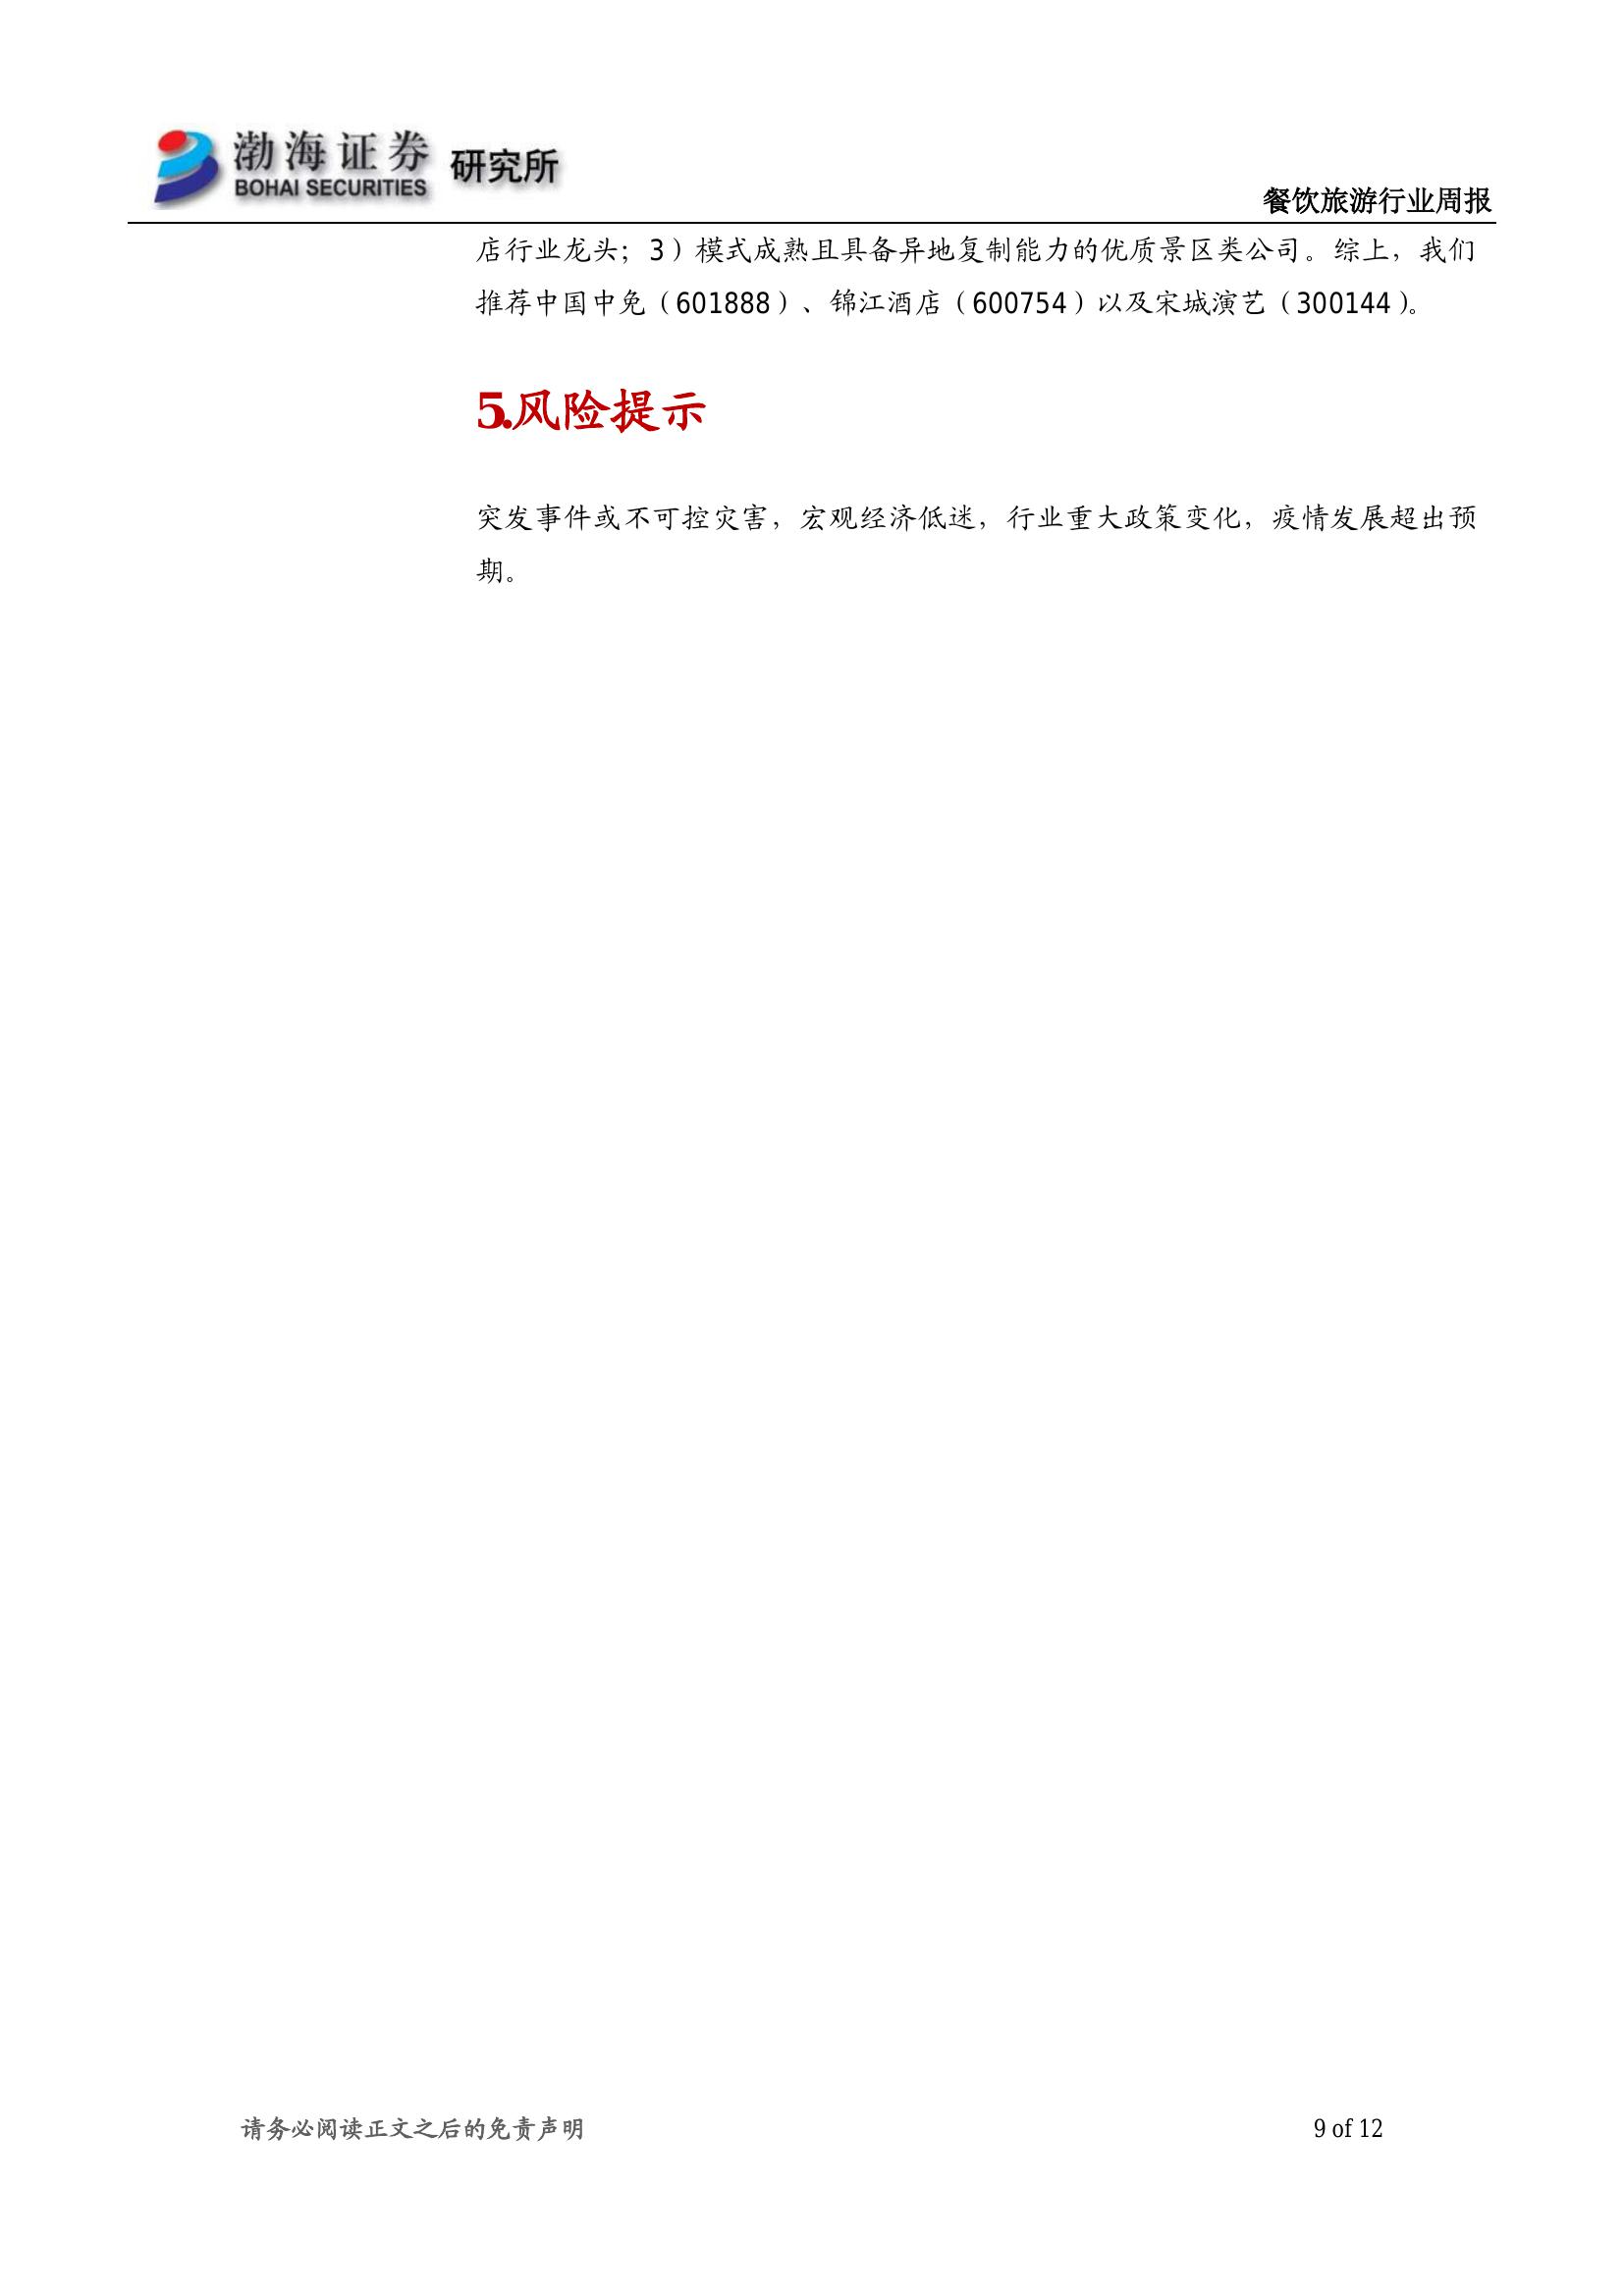 渤海证券
BOHAI SECURITIES
研究所
餐饮旅游行业周报
店行业龙头；3）模式成熟且具备异地复制能力的优质景区类公司。综上，我们
推荐中国中免（601888）、锦江酒店（600754）以及宋城演艺（300144）。
5.风险提示
突发事件或不可控灾害，宏观经济低迷，行业重大政策变化，疫情发展超出预
期。
请务必阅读正文之后的免责声明
9 of 12